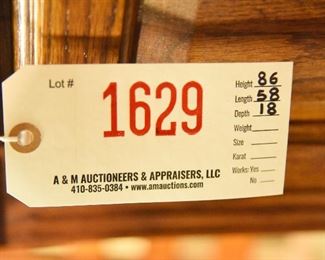 Lot #
1629
Height 86
Length 58
Depth 18
Weight
Size
Karat
Works: Yes
No
A & M AUCTIONEERS & APPRAISERS, LLC
410-835-0384 • www.amauctions.com